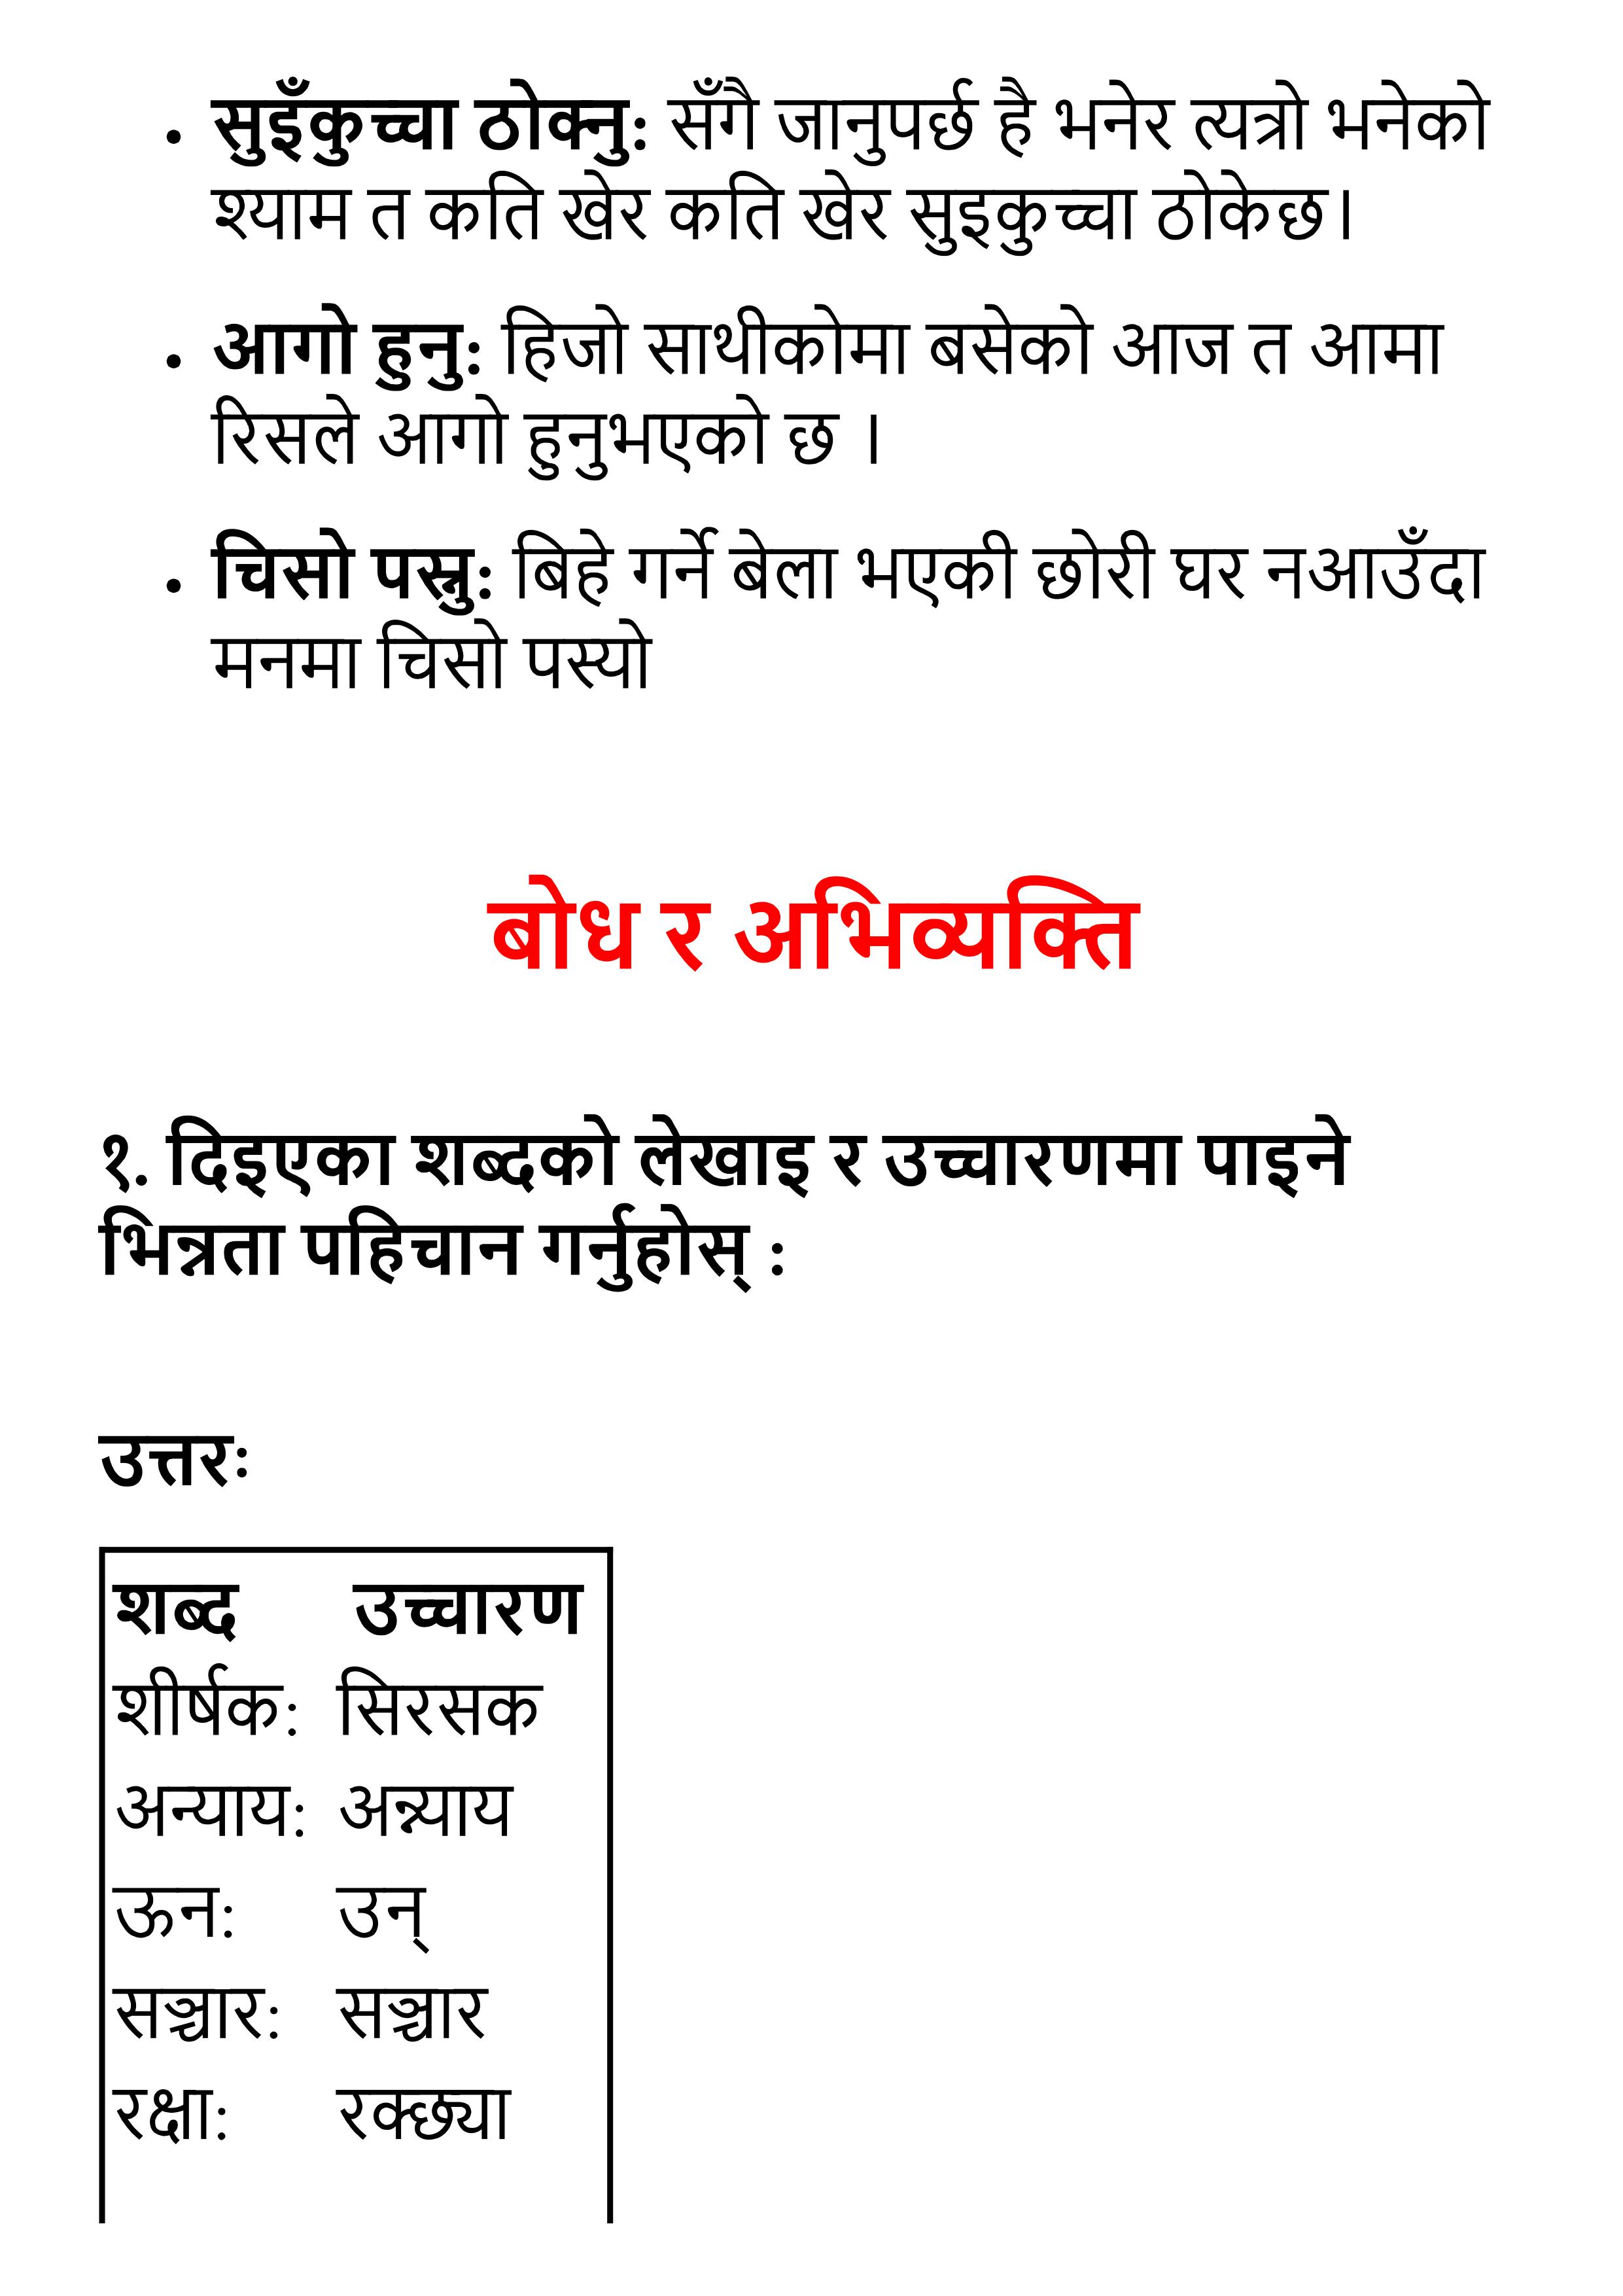 • सुइँकुच्चा ठोक्नु: सँगै जानुपर्छ है भनेर त्यत्रो भनेको
श्याम त कति खेर कति खेर सुइकुच्चा ठोकेछ।
• आगो हुनु: हिजो साथीकोमा बसेको आज त आमा
रिसले आगो हुनुभएको छ ।
• चिसो पस्नु: बिहे गर्ने बेला भएकी छोरी घर नआउँदा
मनमा चिसो पस्यो
बोध र अभिव्यक्ति
१. दिइएका शब्दको लेखाइ र उच्चारणमा पाइने
भिन्नता पहिचान गर्नुहोस् :
उत्तरः
शब्द उच्चारण
शीर्षक: सिरसक
अन्याय: अन्न्याय
ऊन: उन्
सञ्चार: सञ्चार
रक्षा: रक्छ्या